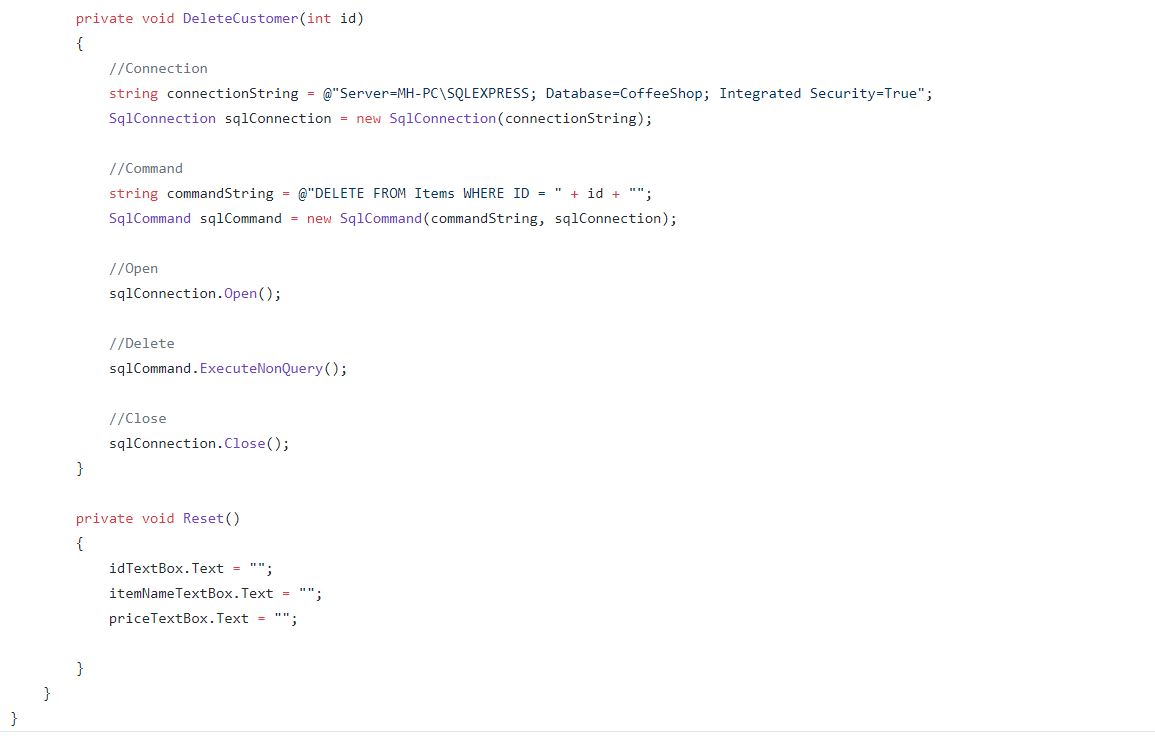 private void DeleteCustomer(int id)
{
//Connection
string connectionString = @"Server=MH-PC\SQLEXPRESS; Database=CoffeeShop; Integrated Security=True";
SqlConnection sqlConnection = new SqlConnection(connectionString);
//Command
string commandString = @"DELETE FROM Items WHERE ID = " + id + "";
SqlCommand sqlCommand = new SqlCommand(commandString, sqlConnection);
//Open
sqlConnection.Open();
//Delete
sqlCommand.ExecuteNonQuery();
//Close
sqlConnection.Close();
}
private void Reset()
{
idTextBox.Text = "";
itemNameTextBox.Text = "";
priceTextBox.Text = "";
}
}
}